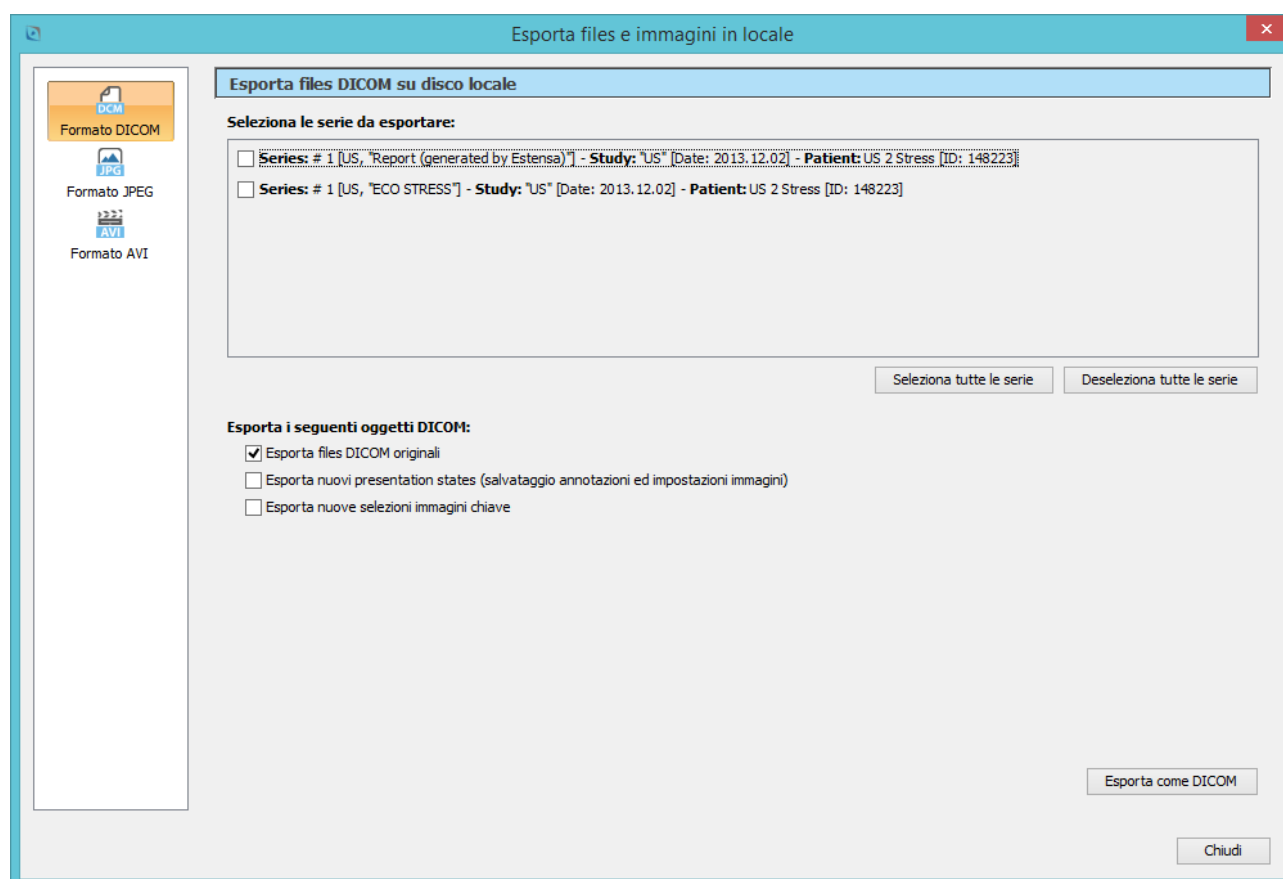 Esporta files e immagini in locale
DCM
Formato DICOM
JPG
Formato JPEG
AVI
Formato AVI
Esporta files DICOM su disco locale
Seleziona le serie da esportare:
Series: # 1 [US, "Report (generated by Estensa)"] - Study: "US" [Date: 2013.12.02] - Patient: US 2 Stress [ID: 148223]
Series: # 1 [US, "ECO STRESS"] - Study: "US" [Date: 2013.12.02] - Patient: US 2 Stress [ID: 148223]
Seleziona tutte le serie
Deseleziona tutte le serie
Esporta i seguenti oggetti DICOM:
Esporta files DICOM originali
Esporta nuovi presentation states (salvataggio annotazioni ed impostazioni immagini)
Esporta nuove selezioni immagini chiave
Esporta come DICOM
Chiudi